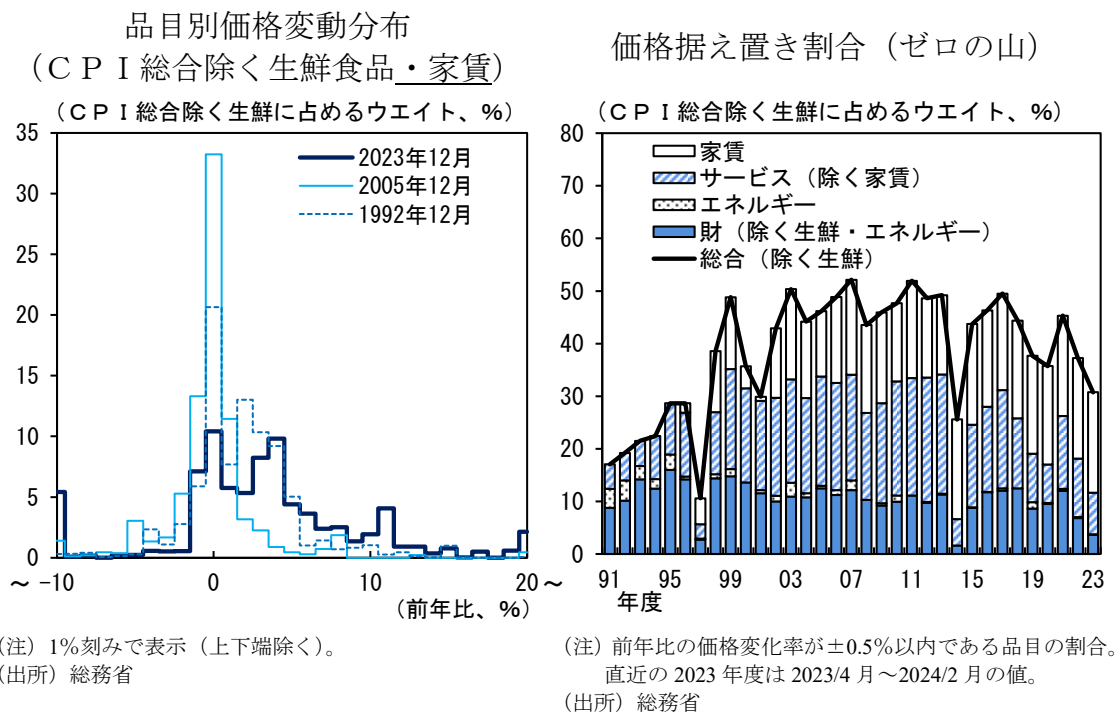 品目別価格変動分布
（ＣＰＩ総合除く生鮮食品・家賃）
（ＣＰＩ総合除く生鮮に占めるウエイト、％）
35
30
25
20
15
10
5
0
2023年12月
2005年12月
1992年12月
～ -10
0
10
20 ～
（前年比、％）
（注）1％刻みで表示（上下端除く）。
（出所）総務省
価格据え置き割合（ゼロの山）
（ＣＰＩ総合除く生鮮に占めるウエイト、％）
80
70
60
50
40
30
20
10
0
家賃
サービス（除く家賃）
エネルギー
財（除く生鮮・エネルギー）
総合（除く生鮮）
91 95 99 03 07 11 15 19 23
年度
（注）前年比の価格変化率が±0.5％以内である品目の割合。
直近の 2023 年度は 2023/4 月～2024/2 月の値。
（出所）総務省